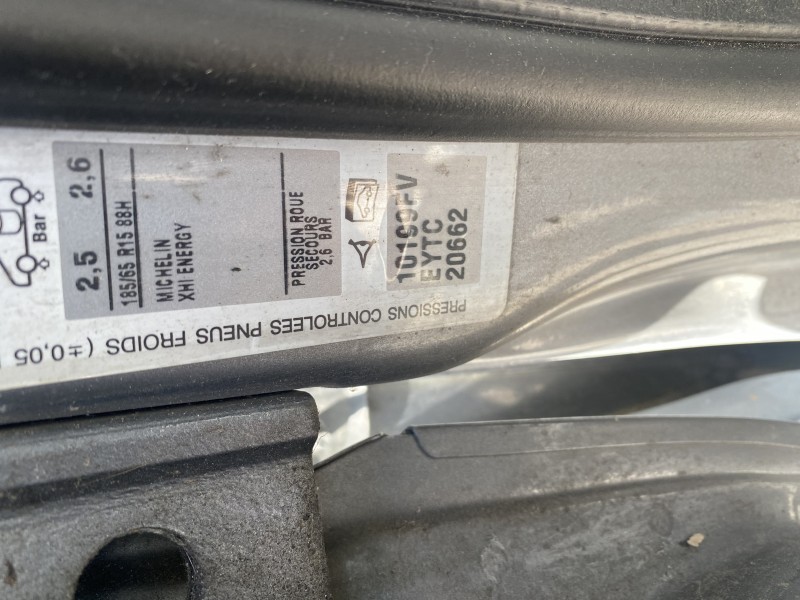 Bar
2,5 2,6
185/65 R15 88H
MICHELIN
XHI ENERGY
PRESSION ROUE
SECOURS
2,6 BAR
EYTC
20662
PRESSIONS CONTROLEES PNEUS FROIDS (±0,05